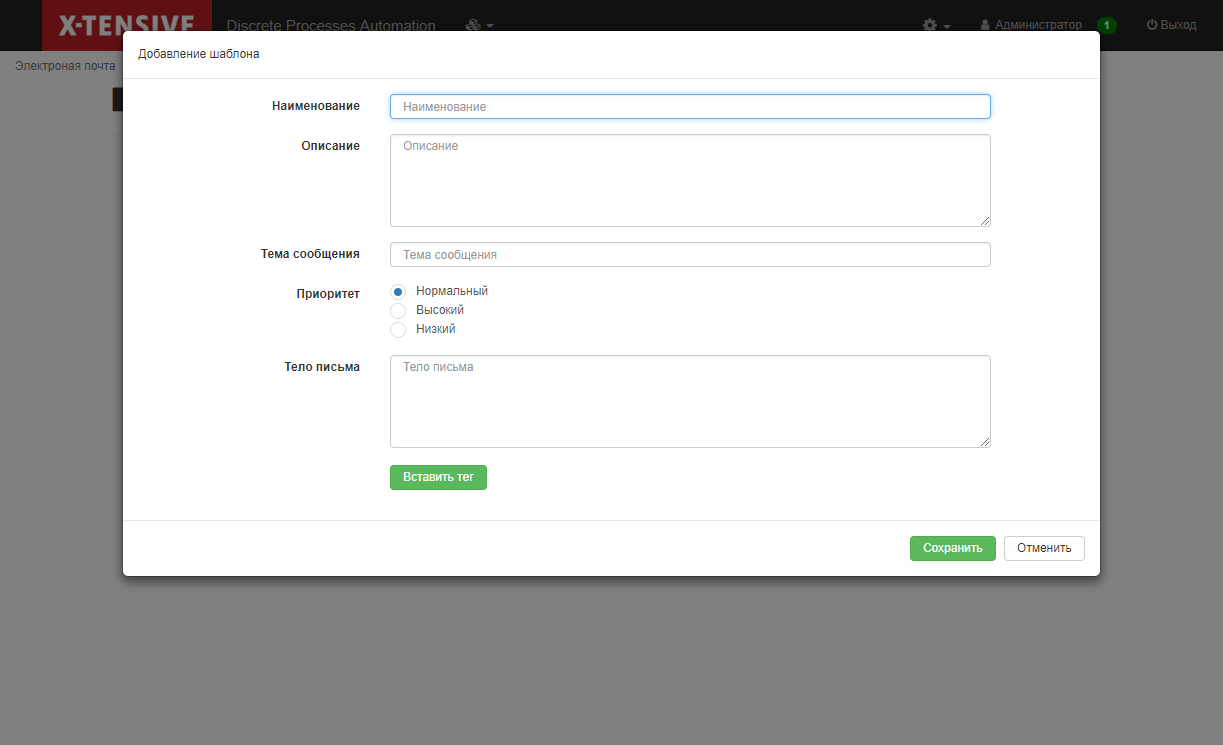 X-TENSIVE Discrete Processes Automation Администратор 1 Выход
Электроная почта
Добавление шаблона
Наименование Наименование
Описание Описание
Тема сообщения Тема сообщения
Приоритет Нормальный
Высокий
Низкий
Тело письма Тело письма
Вставить тег
Сохранить Отменить